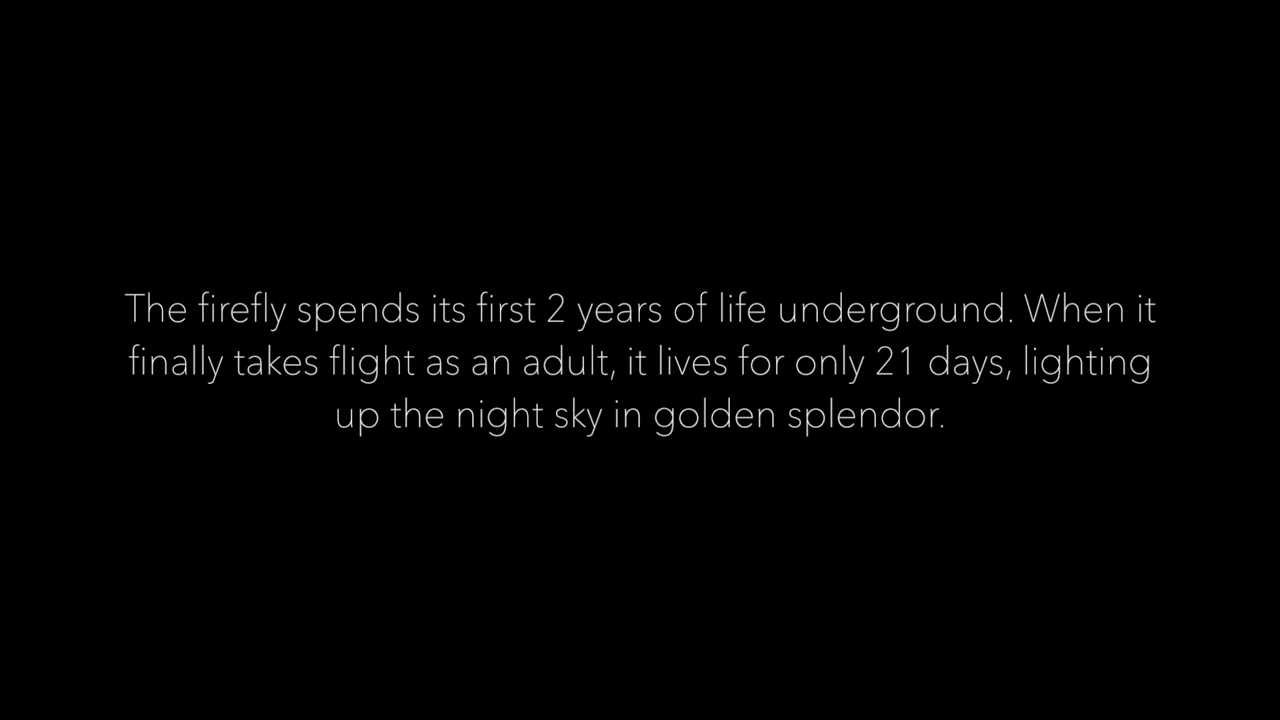 The firefly spends its first 2 years of life underground. When it
finally takes flight as an adult, it lives for only 21 days, lighting
up the night sky in golden splendor.